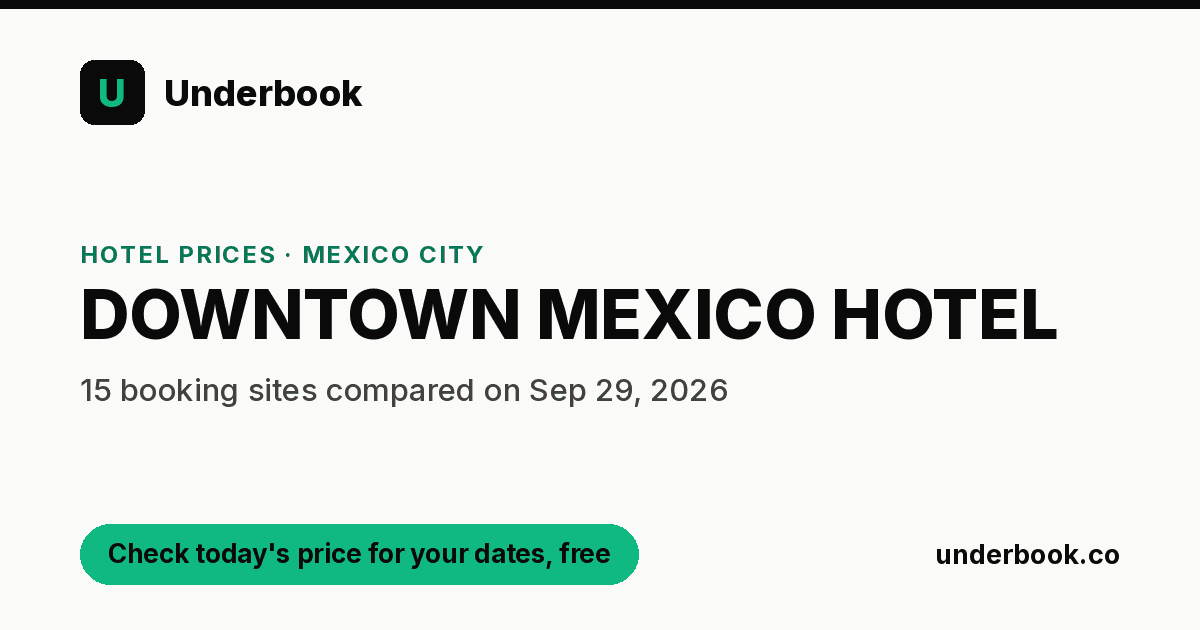 U Underbook
HOTEL PRICES · MEXICO CITY
DOWNTOWN MEXICO HOTEL
15 booking sites compared on Sep 29, 2026
Check today's price for your dates, free
underbook.co